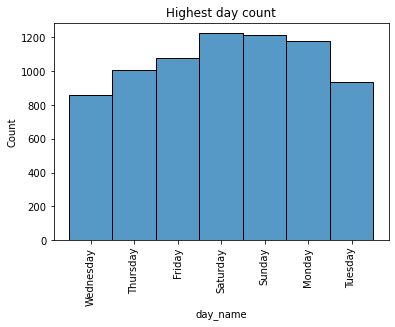 Highest day count
1200
1000
800
600
400
200
0
Count
Wednesday
Thursday
Friday
Saturday
Sunday
Monday
Tuesday
day_name